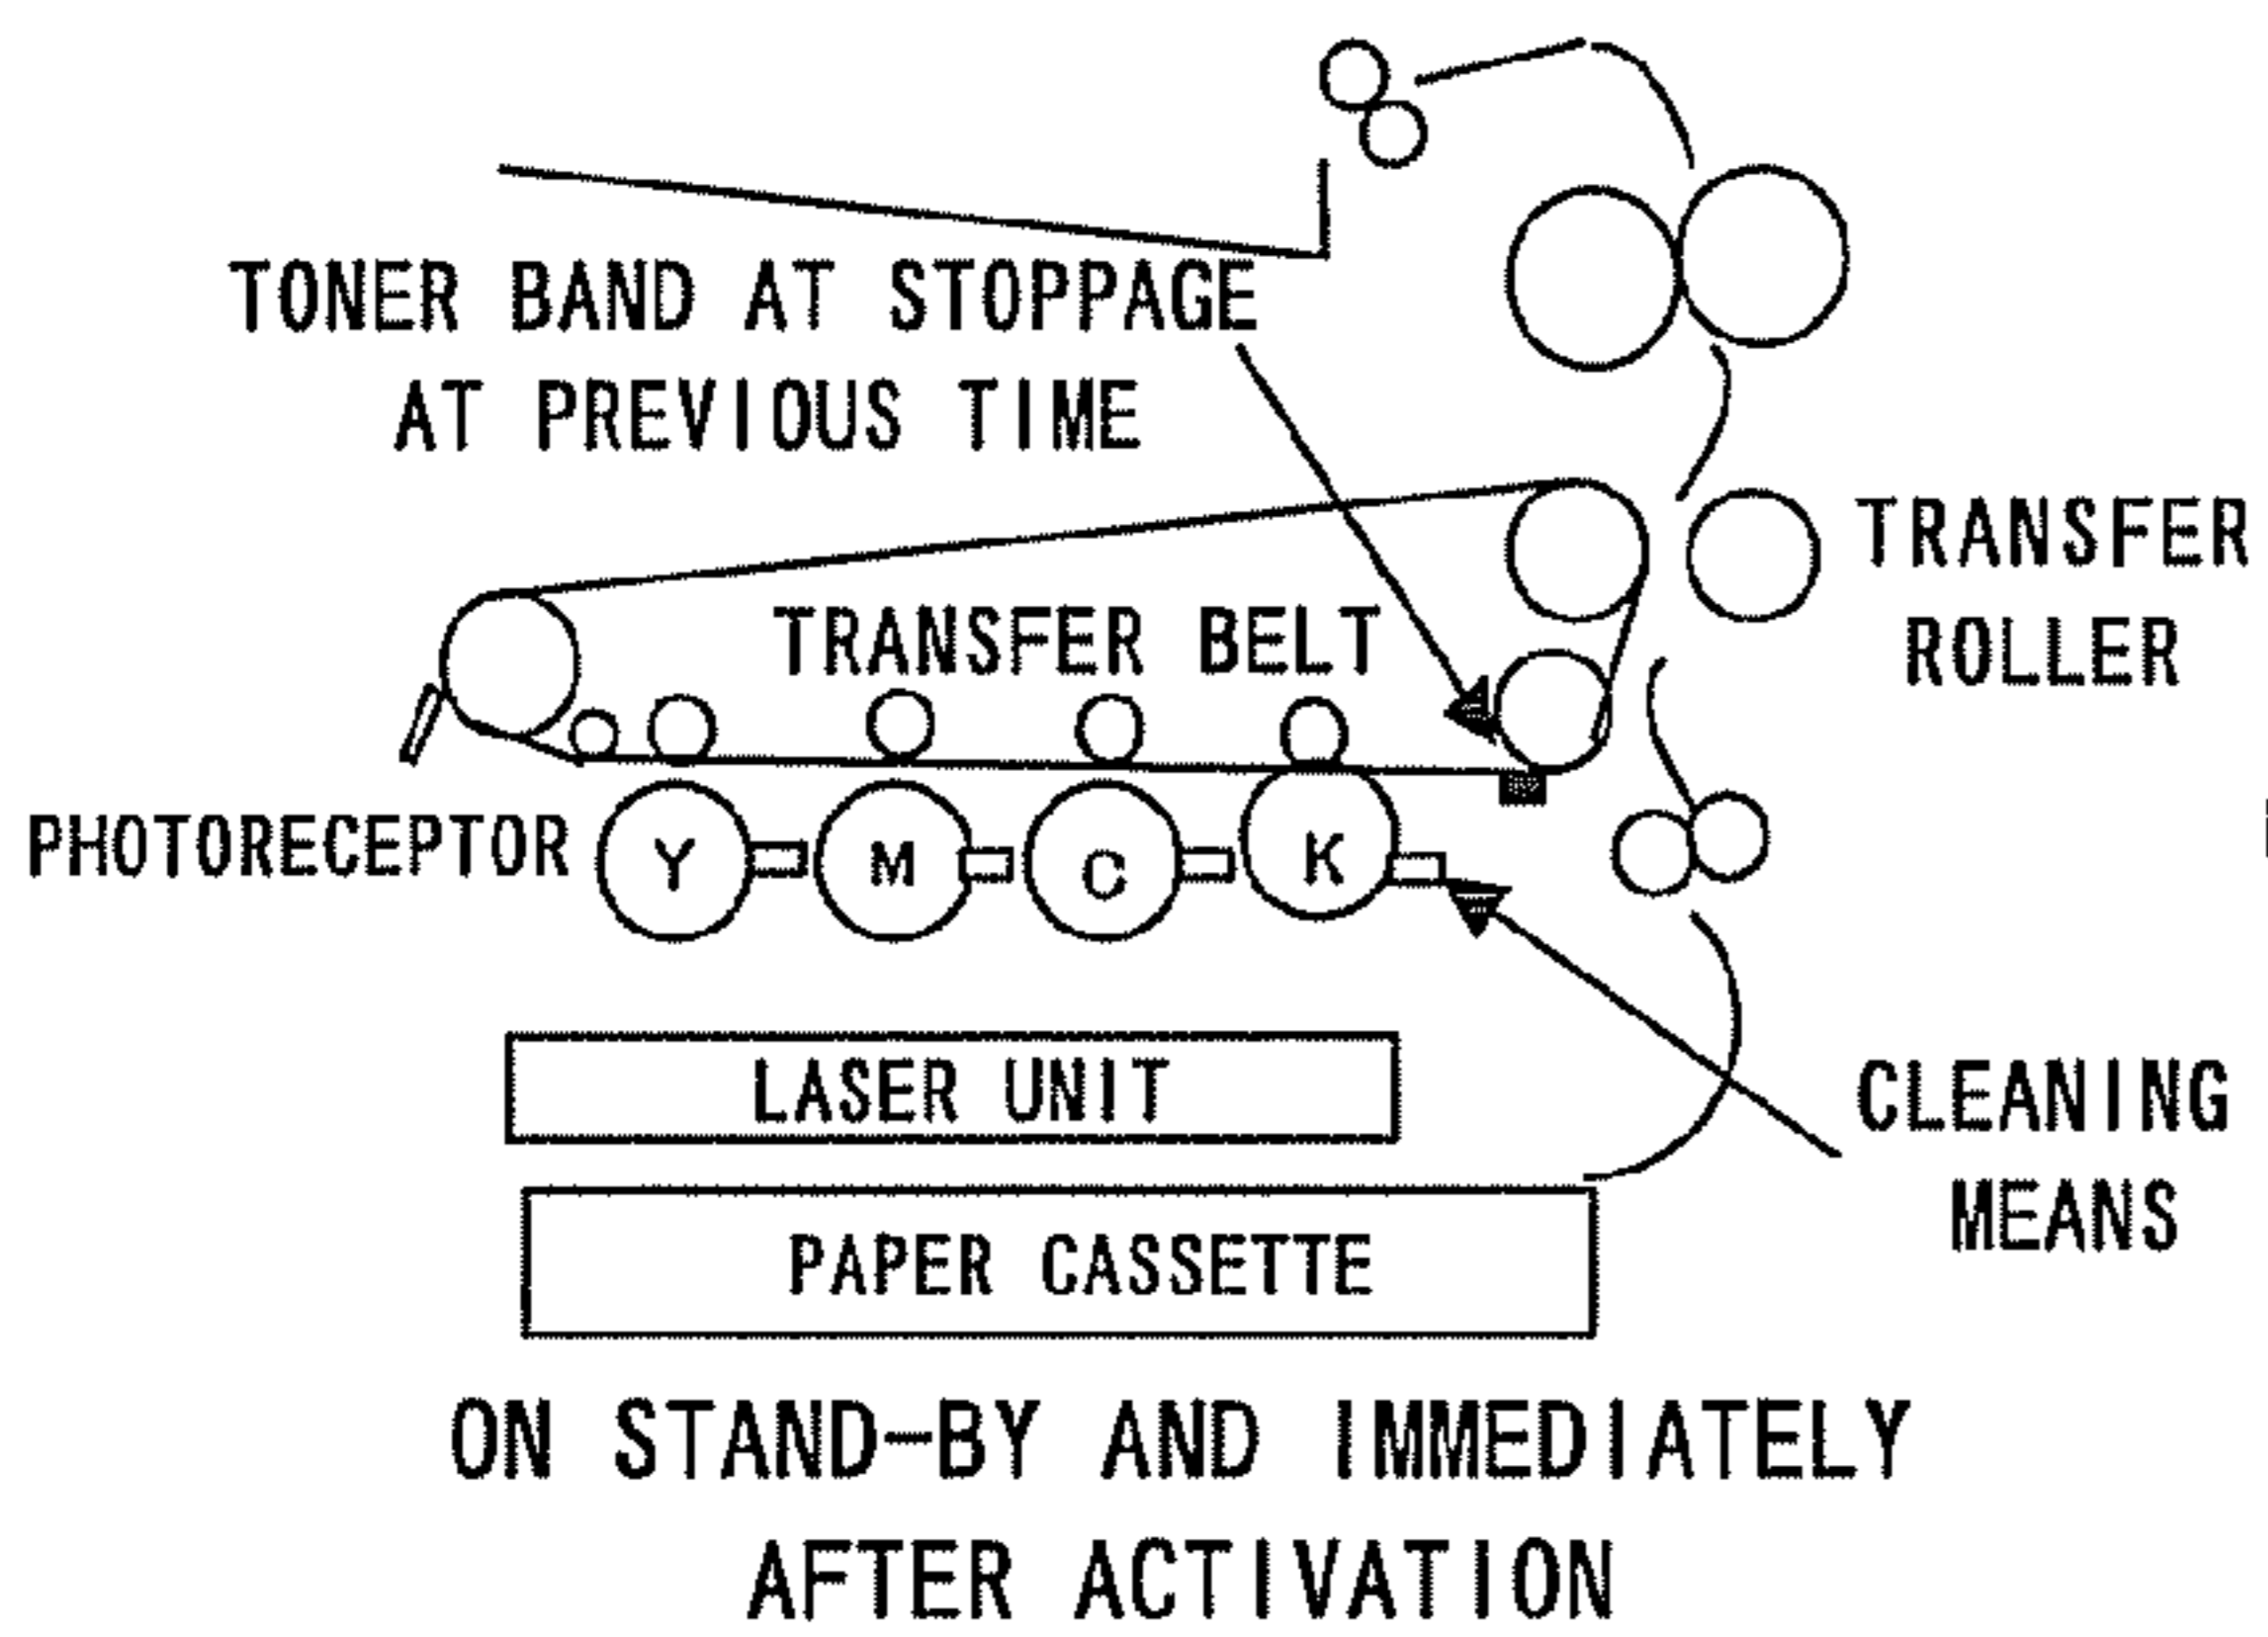 TONER BAND AT STOPPAGE
AT PREVIOUS TIME
TRANSFER
ROLLER
TRANSFER BELT
PHOTORECEPTOR
Y M C K
LASER UNIT
CLEANING
MEANS
PAPER CASSETTE
ON STAND-BY AND IMMEDIATELY
AFTER ACTIVATION